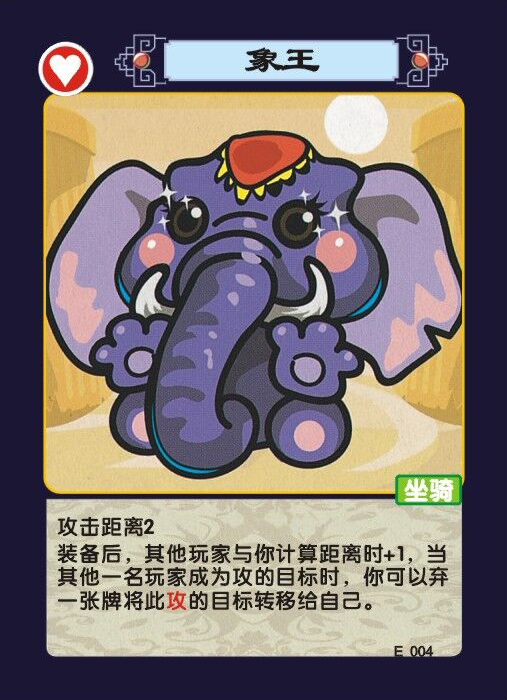 象王
坐骑
攻击距离2
装备后，其他玩家与你计算距离时+1，当
其他一名玩家成为攻的目标时，你可以弃
一张牌将此攻的目标转移给自己。
E 004